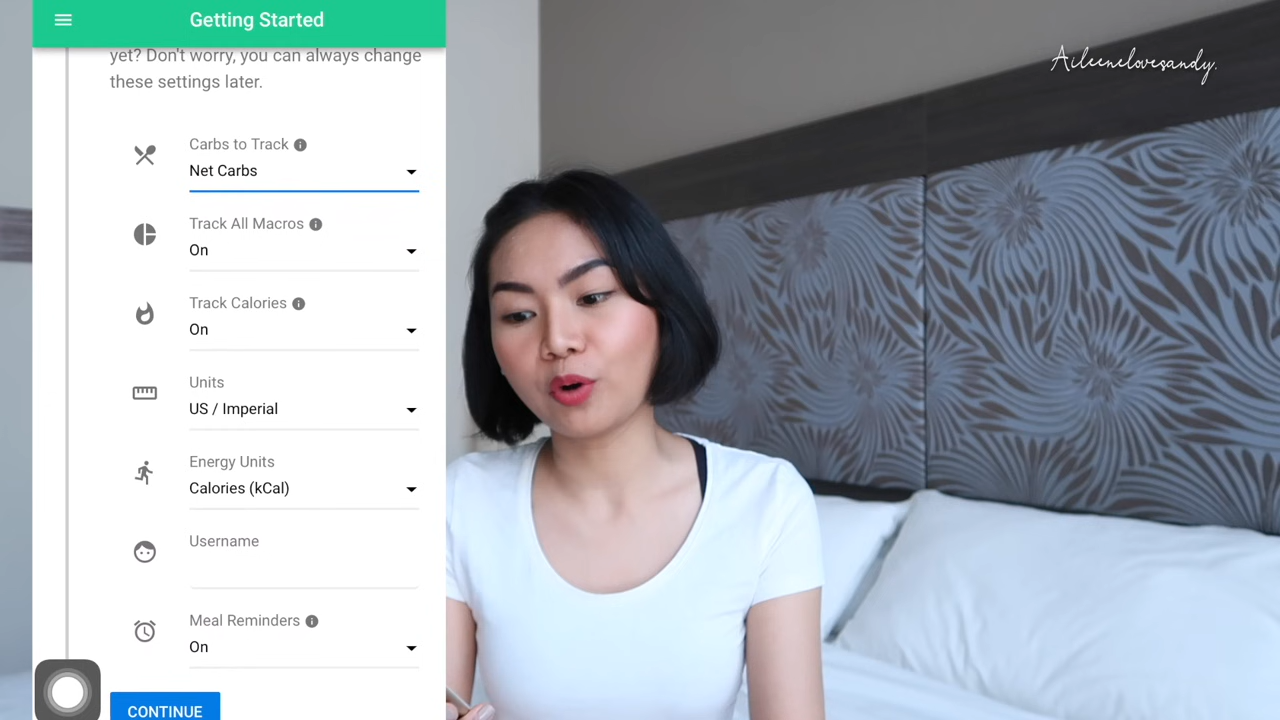 Getting Started
yet? Don't worry, you can always change
these settings later.
Carbs to Track
Net Carbs
Track All Macros
On
Track Calories
On
Units
US / Imperial
Energy Units
Calories (kCal)
Username
Meal Reminders
On
CONTINUE
Aileenelovesandy.